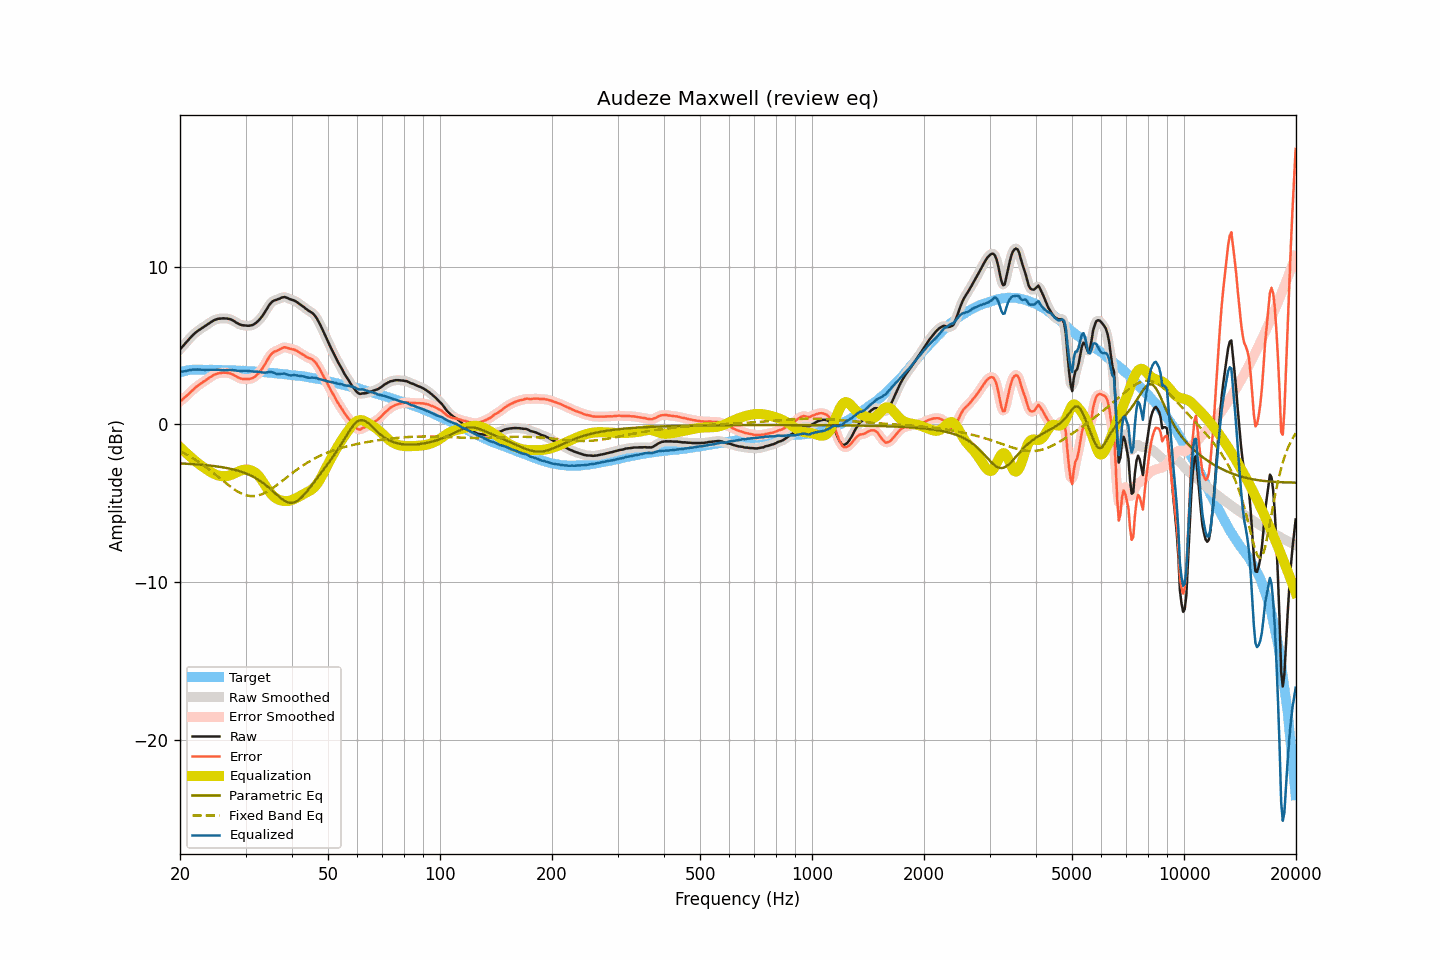 Audeze Maxwell (review eq)
Amplitude (dBr)
10
0
−10
−20
Target
Raw Smoothed
Error Smoothed
Raw
Error
Equalization
Parametric Eq
Fixed Band Eq
Equalized
20 50 100 200 500 1000 2000 5000 10000 20000
Frequency (Hz)